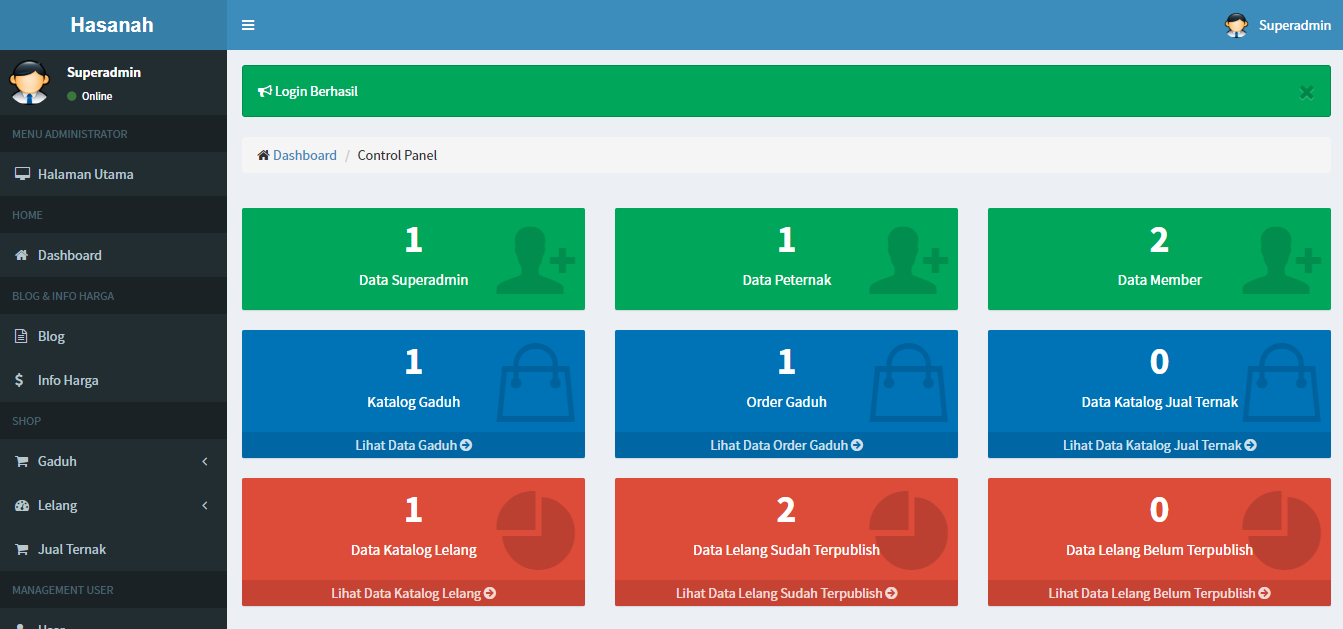 Hasanah
Superadmin
Superadmin
Online
MENU ADMINISTRATOR
Halaman Utama
HOME
Dashboard
BLOG & INFO HARGA
Blog
Info Harga
SHOP
Gaduh
Lelang
Jual Ternak
MANAGEMENT USER
User
Login Berhasil
Dashboard / Control Panel
1
Data Superadmin
1
Data Peternak
2
Data Member
1
Katalog Gaduh
Lihat Data Gaduh
1
Order Gaduh
Lihat Data Order Gaduh
0
Data Katalog Jual Ternak
Lihat Data Katalog Jual Ternak
1
Data Katalog Lelang
Lihat Data Katalog Lelang
2
Data Lelang Sudah Terpublish
Lihat Data Lelang Sudah Terpublish
0
Data Lelang Belum Terpublish
Lihat Data Lelang Belum Terpublish